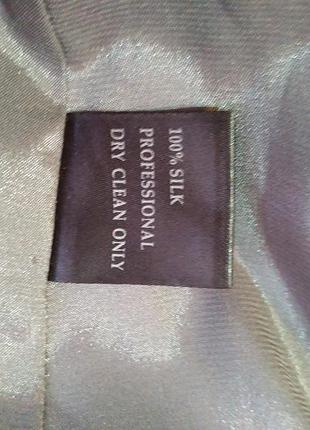 100% SILK
PROFESSIONAL
DRY CLEAN ONLY